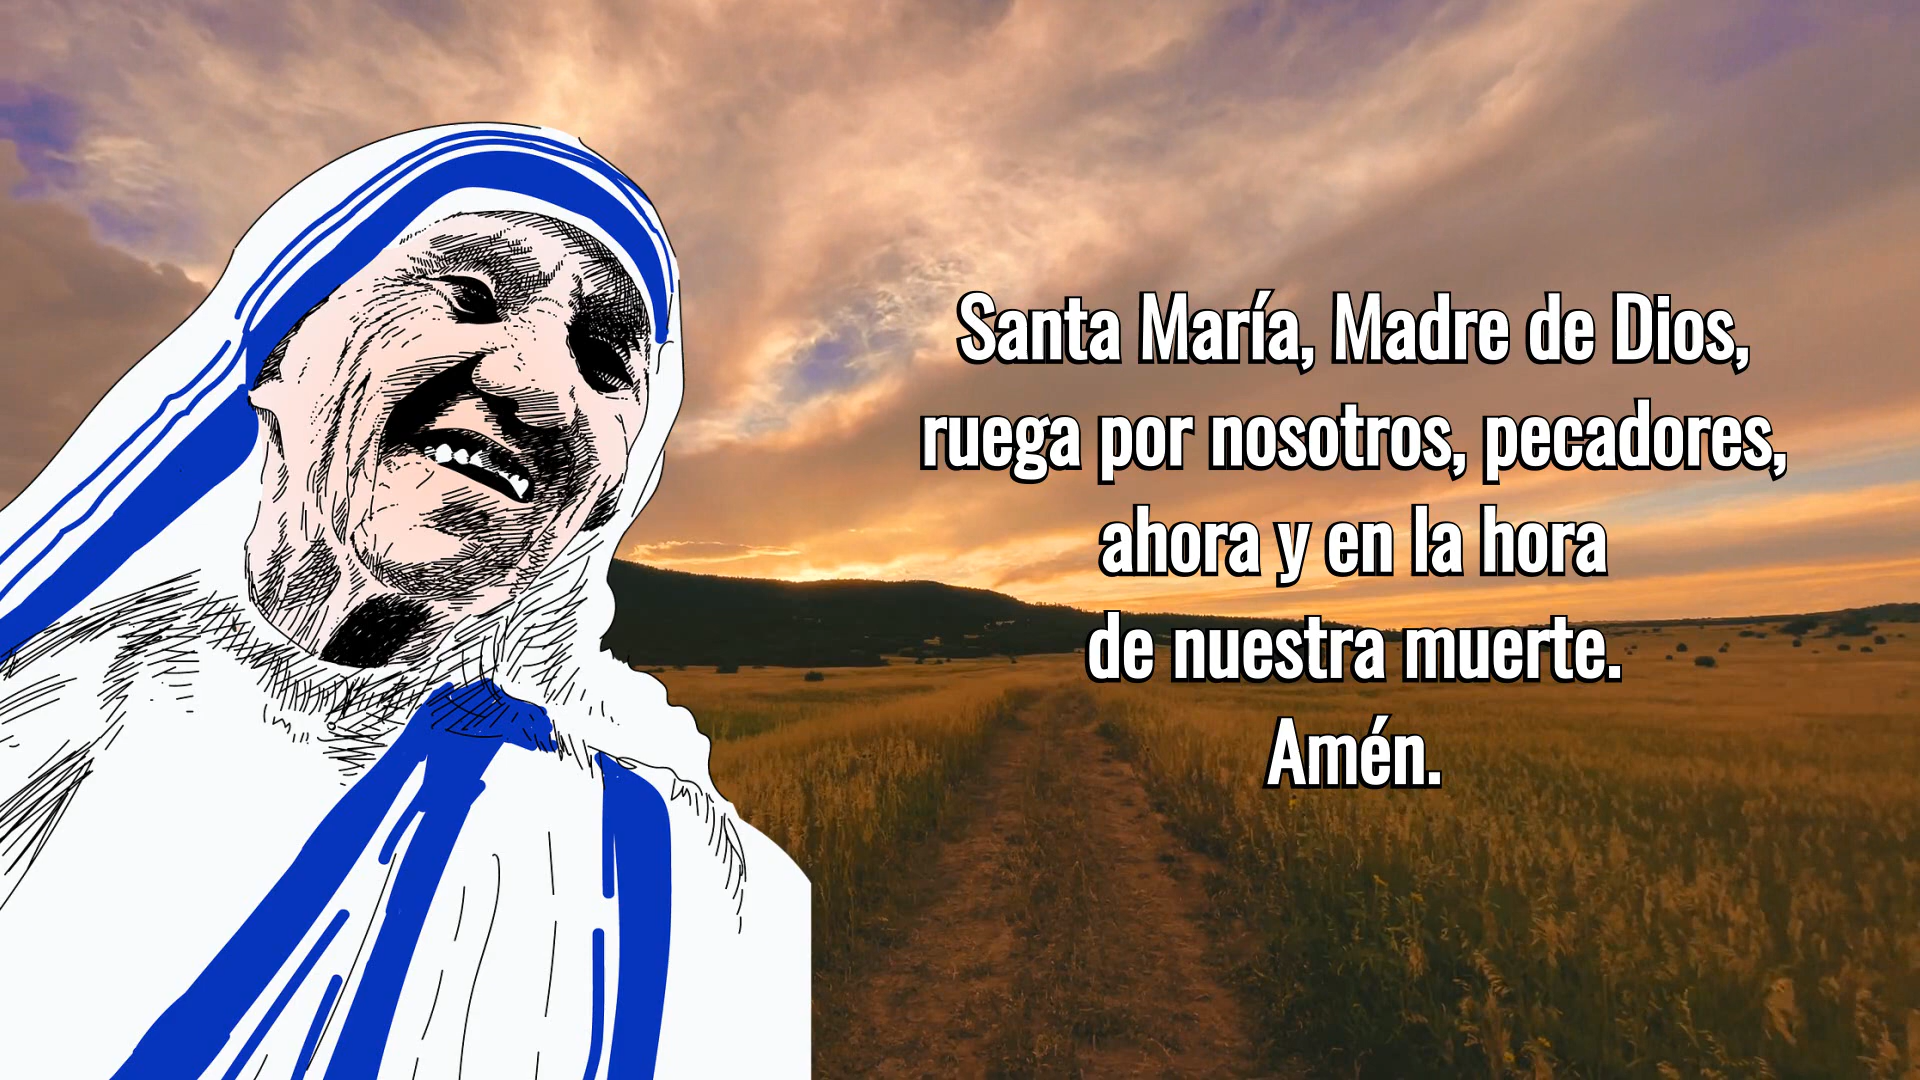 Santa María, Madre de Dios,
ruega por nosotros, pecadores,
ahora y en la hora
de nuestra muerte.
Amén.